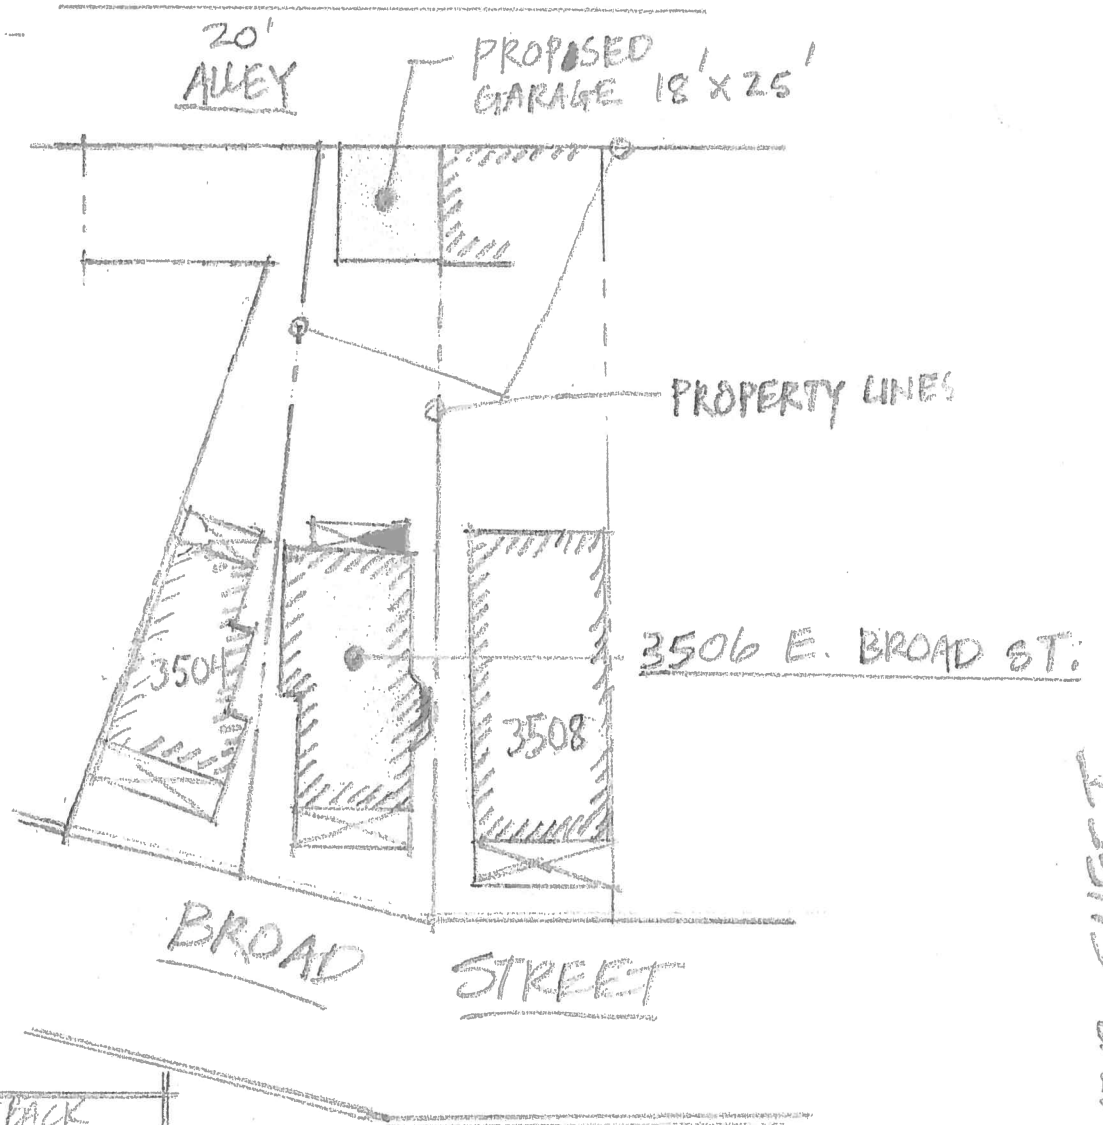 20'
ALLEY
PROPOSED
GARAGE 18' X 25'
PROPERTY LINES
3506 E. BROAD ST.
3504
3508
BROAD
STREET